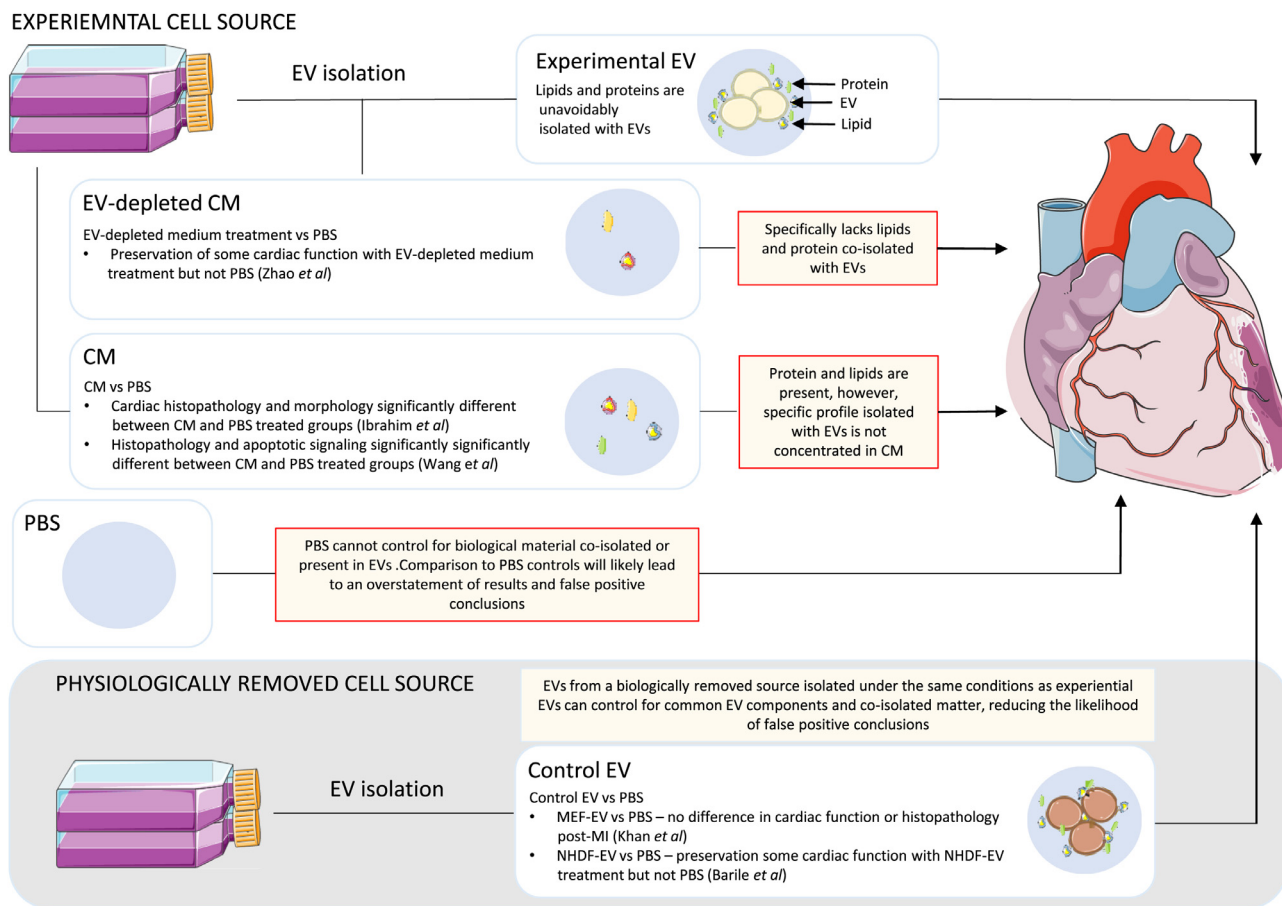 EXPERIEMNTAL CELL SOURCE
EV isolation
Experimental EV
Lipids and proteins are
unavoidably
isolated with EVs
Protein
EV
Lipid
EV-depleted CM
EV-depleted medium treatment vs PBS
• Preservation of some cardiac function with EV-depleted medium
treatment but not PBS (Zhao et al)
Specifically lacks lipids
and protein co-isolated
with EVs
CM
CM vs PBS
• Cardiac histopathology and morphology significantly different
between CM and PBS treated groups (Ibrahim et al)
• Histopathology and apoptotic signaling significantly significantly
different between CM and PBS treated groups (Wang et al)
Protein and lipids are
present, however,
specific profile isolated
with EVs is not
concentrated in CM
PBS
PBS cannot control for biological material co-isolated or
present in EVs .Comparison to PBS controls will likely lead
to an overstatement of results and false positive
conclusions
PHYSIOLOGICALLY REMOVED CELL SOURCE
EVs from a biologically removed source isolated under the same conditions as experiential
EVs can control for common EV components and co-isolated matter, reducing the likelihood
of false positive conclusions
EV isolation
Control EV
Control EV vs PBS
• MEF-EV vs PBS – no difference in cardiac function or histopathology
post-MI (Khan et al)
• NHDF-EV vs PBS – preservation some cardiac function with NHDF-EV
treatment but not PBS (Barile et al)